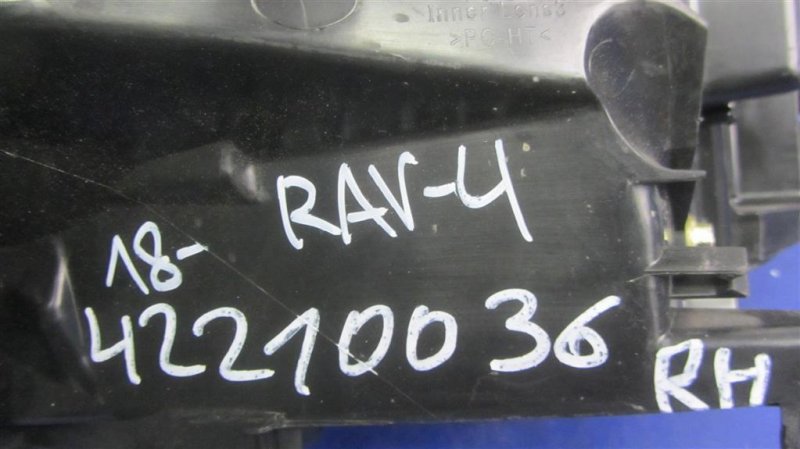 Inner Lens
>PC-HT<
RAV-4
18-
42210036
RH